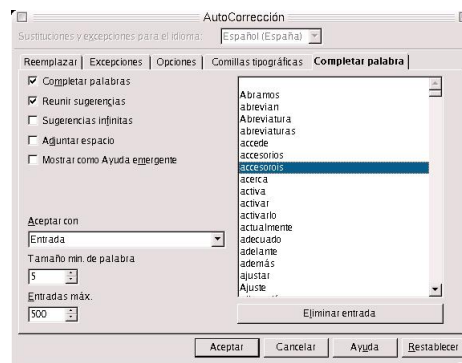 AutoCorrección
Sustituciones y excepciones para el idioma: Español (España)
Reemplazar Excepciones Opciones Comillas tipográficas Completar palabra
Completar palabras
Reunir sugerencias
Sugerencias infinitas
Adjuntar espacio
Mostrar como Ayuda emergente
Aceptar con
Entrada
Tamaño min. de palabra
5
Entradas máx.
500
Abramos
abrevian
Abreviatura
abreviaturas
accede
accesorios
accesorois
acerca
activa
activar
activarlo
actualmente
adecuado
adelante
además
ajustar
Ajuste
Eliminar entrada
Aceptar Cancelar Ayuda Restablecer